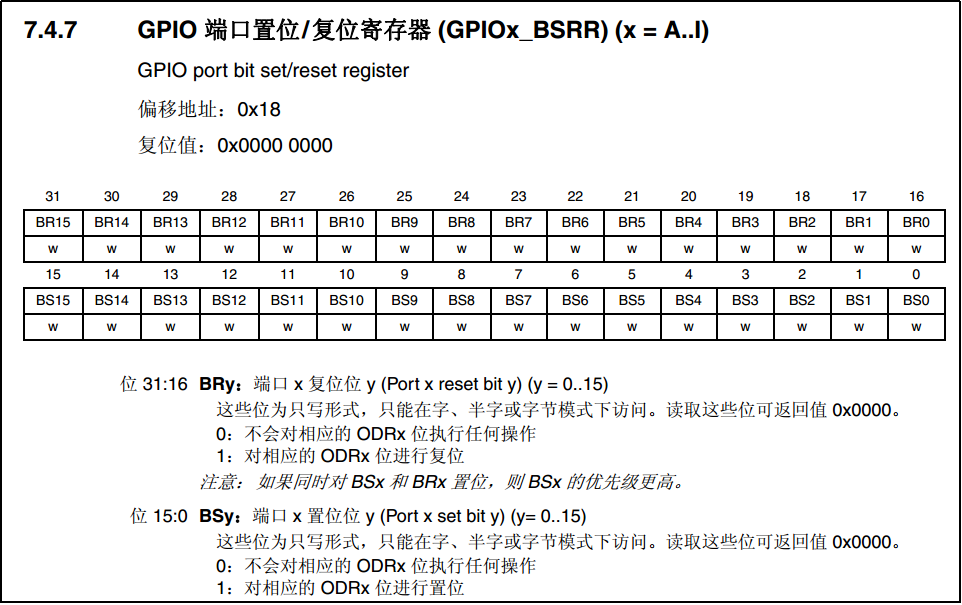 7.4.7 GPIO 端口置位/复位寄存器 (GPIOx_BSRR) (x = A..I)
GPIO port bit set/reset register
偏移地址：0x18
复位值：0x0000 0000
31 30 29 28 27 26 25 24 23 22 21 20 19 18 17 16
BR15 BR14 BR13 BR12 BR11 BR10 BR9 BR8 BR7 BR6 BR5 BR4 BR3 BR2 BR1 BR0
w w w w w w w w w w w w w w w w
15 14 13 12 11 10 9 8 7 6 5 4 3 2 1 0
BS15 BS14 BS13 BS12 BS11 BS10 BS9 BS8 BS7 BS6 BS5 BS4 BS3 BS2 BS1 BS0
w w w w w w w w w w w w w w w w
位 31:16 BRy：端口 x 复位位 y (Port x reset bit y) (y = 0..15)
这些位为只写形式，只能在字、半字或字节模式下访问。读取这些位可返回值 0x0000。
0：不会对相应的 ODRx 位执行任何操作
1：对相应的 ODRx 位进行复位
注意： 如果同时对 BSx 和 BRx 置位，则 BSx 的优先级更高。
位 15:0 BSy：端口 x 置位位 y (Port x set bit y) (y= 0..15)
这些位为只写形式，只能在字、半字或字节模式下访问。读取这些位可返回值 0x0000。
0：不会对相应的 ODRx 位执行任何操作
1：对相应的 ODRx 位进行置位